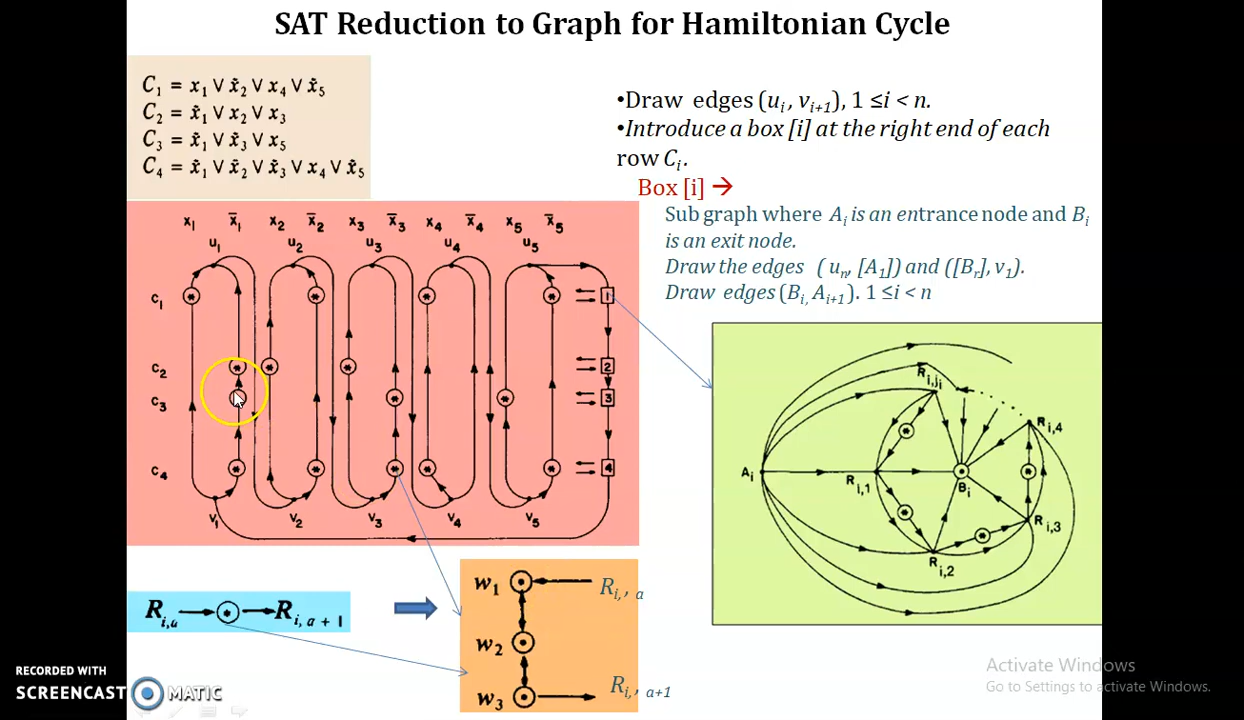 SAT Reduction to Graph for Hamiltonian Cycle
C₁ = x₁ ∨ x̄₂ ∨ x₄ ∨ x̄₅
C₂ = x̄₁ ∨ x₂ ∨ x₃
C₃ = x̄₁ ∨ x̄₃ ∨ x₅
C₄ = x̄₁ ∨ x̄₂ ∨ x̄₃ ∨ x₄ ∨ x̄₅
•Draw edges (uᵢ , vᵢ₊₁), 1 ≤i < n.
•Introduce a box [i] at the right end of each
row Cᵢ.
Box [i] →
Sub graph where Aᵢ is an entrance node and Bᵢ
is an exit node.
Draw the edges ( uₙ, [A₁]) and ([Bᵣ], v₁).
Draw edges (Bᵢ, Aᵢ₊₁). 1 ≤i < n
x₁ x̄₁ x₂ x̄₂ x₃ x̄₃ x₄ x̄₄ x₅ x̄₅
u₁ u₂ u₃ u₄ u₅
C₁ 1
C₂ 2
C₃ 3
C₄ 4
v₁ v₂ v₃ v₄ v₅
Rᵢ,ⱼᵢ
Rᵢ,₄
Aᵢ Rᵢ,₁ Bᵢ
Rᵢ,₃
Rᵢ,₂
Rᵢ,ₐ → → Rᵢ, ₐ ₊ ₁
w₁ Rᵢ, , ₐ
w₂
w₃ Rᵢ, , ₐ₊₁
RECORDED WITH
SCREENCAST MATIC
Activate Windows
Go to Settings to activate Windows.